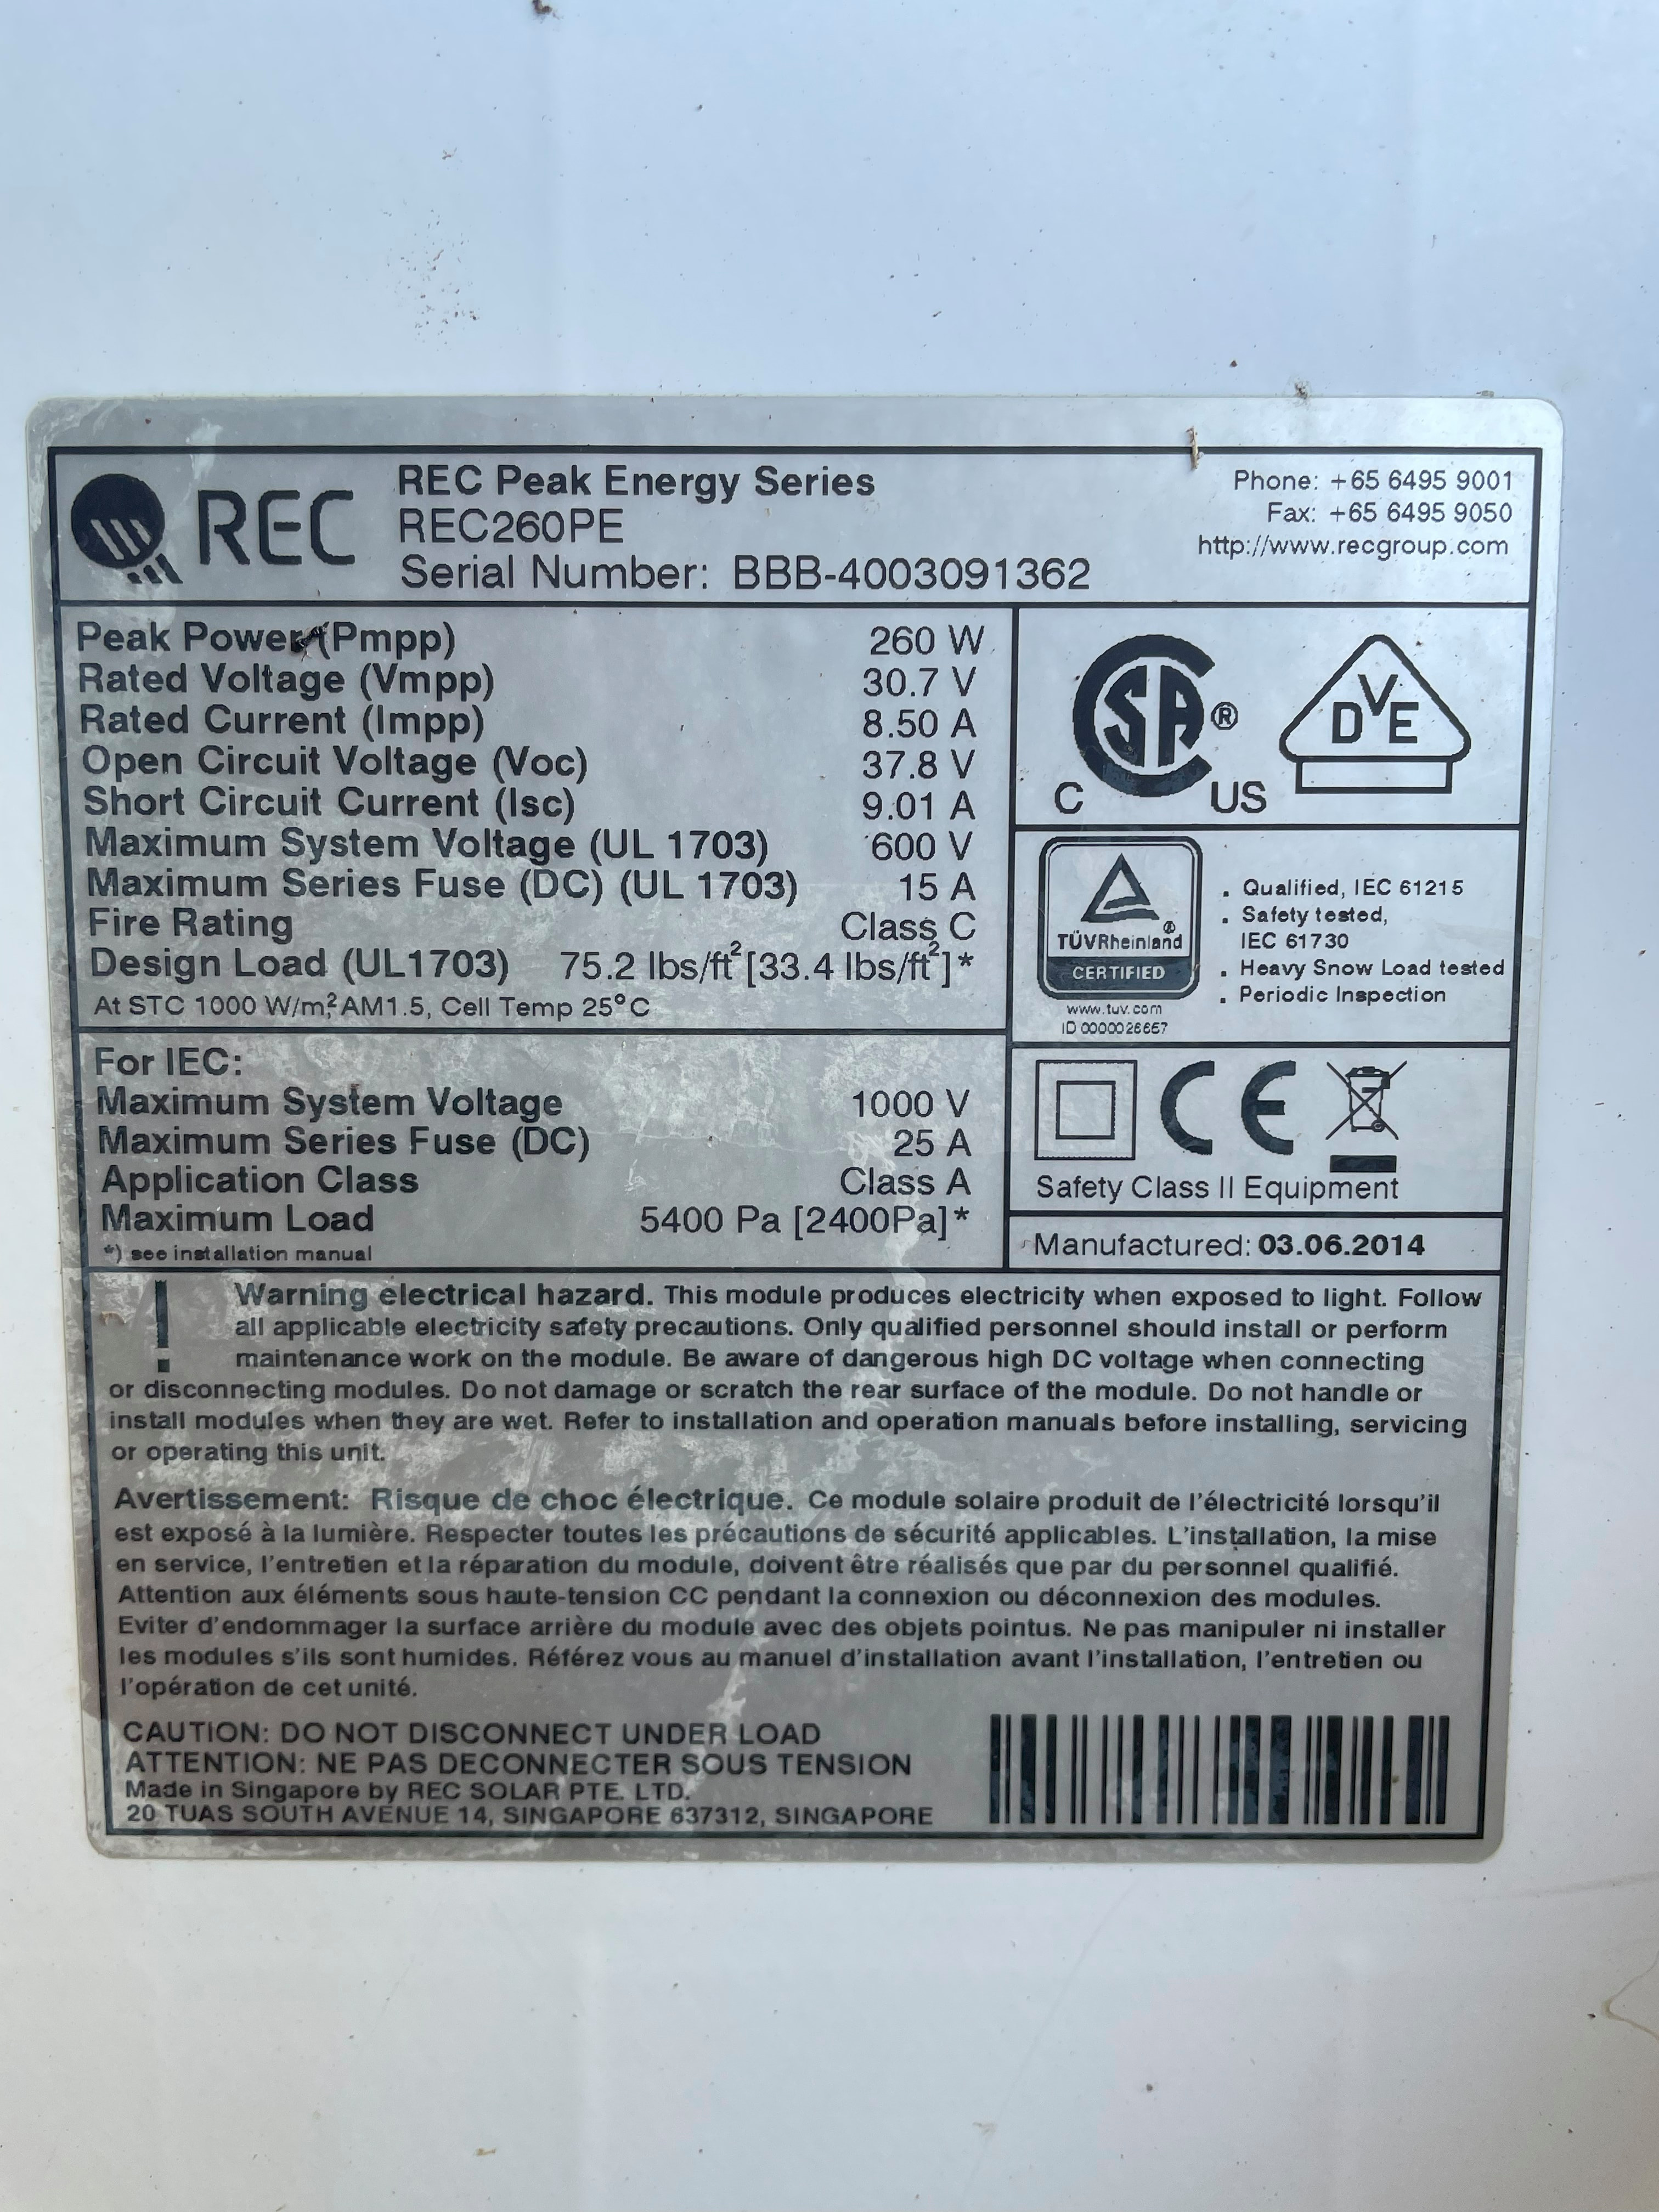 REC
REC Peak Energy Series
REC260PE
Serial Number: BBB-4003091362
Phone: +65 6495 9001
Fax: +65 6495 9050
http://www.recgroup.com
Peak Power (Pmpp) 260 W
Rated Voltage (Vmpp) 30.7 V
Rated Current (Impp) 8.50 A
Open Circuit Voltage (Voc) 37.8 V
Short Circuit Current (Isc) 9.01 A
Maximum System Voltage (UL 1703) 600 V
Maximum Series Fuse (DC) (UL 1703) 15 A
Fire Rating Class C
Design Load (UL1703) 75.2 lbs/ft² [33.4 lbs/ft²]*
At STC 1000 W/m², AM1.5, Cell Temp 25°C
For IEC:
Maximum System Voltage 1000 V
Maximum Series Fuse (DC) 25 A
Application Class Class A
Maximum Load 5400 Pa [2400Pa]*
*) see installation manual
SA ®
C US
VDE
TÜVRheinland ®
CERTIFIED
www.tuv.com
ID 0000026667
. Qualified, IEC 61215
. Safety tested,
IEC 61730
. Heavy Snow Load tested
. Periodic Inspection
CE
Safety Class II Equipment
Manufactured: 03.06.2014
! Warning electrical hazard. This module produces electricity when exposed to light. Follow
all applicable electricity safety precautions. Only qualified personnel should install or perform
maintenance work on the module. Be aware of dangerous high DC voltage when connecting
or disconnecting modules. Do not damage or scratch the rear surface of the module. Do not handle or
install modules when they are wet. Refer to installation and operation manuals before installing, servicing
or operating this unit.
Avertissement: Risque de choc électrique. Ce module solaire produit de l'électricité lorsqu'il
est exposé à la lumière. Respecter toutes les précautions de sécurité applicables. L'installation, la mise
en service, l'entretien et la réparation du module, doivent être réalisés que par du personnel qualifié.
Attention aux éléments sous haute-tension CC pendant la connexion ou déconnexion des modules.
Eviter d'endommager la surface arrière du module avec des objets pointus. Ne pas manipuler ni installer
les modules s'ils sont humides. Référez vous au manuel d'installation avant l'installation, l'entretien ou
l'opération de cet unité.
CAUTION: DO NOT DISCONNECT UNDER LOAD
ATTENTION: NE PAS DECONNECTER SOUS TENSION
Made in Singapore by REC SOLAR PTE. LTD.
20 TUAS SOUTH AVENUE 14, SINGAPORE 637312, SINGAPORE